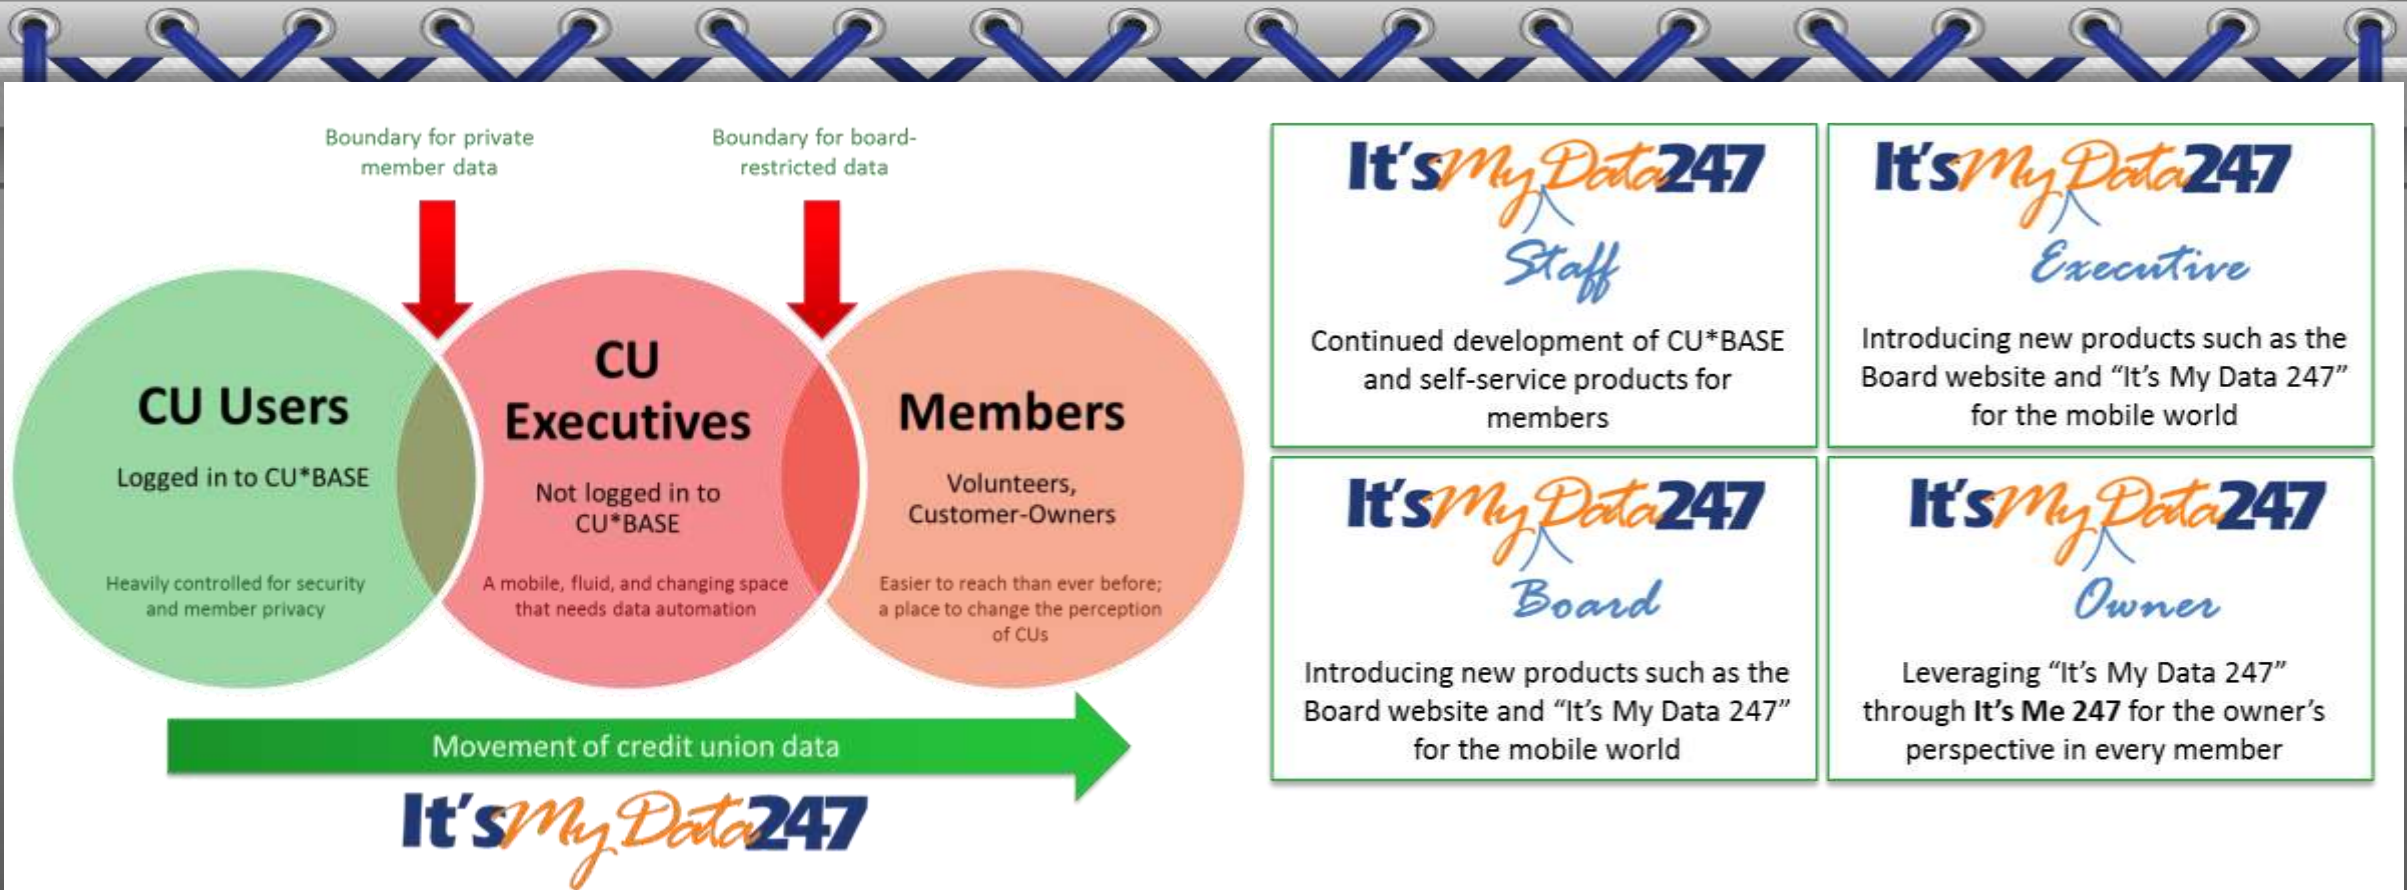 Boundary for private
member data
Boundary for board-
restricted data
CU Users
Logged in to CU*BASE
Heavily controlled for security
and member privacy
CU
Executives
Not logged in to
CU*BASE
A mobile, fluid, and changing space
that needs data automation
Members
Volunteers,
Customer-Owners
Easier to reach than ever before;
a place to change the perception
of CUs
Movement of credit union data
It's My Data 247
It's My Data 247
Staff
Continued development of CU*BASE
and self-service products for
members
It's My Data 247
Executive
Introducing new products such as the
Board website and “It’s My Data 247”
for the mobile world
It's My Data 247
Board
Introducing new products such as the
Board website and “It’s My Data 247”
for the mobile world
It's My Data 247
Owner
Leveraging “It’s My Data 247”
through It’s Me 247 for the owner’s
perspective in every member